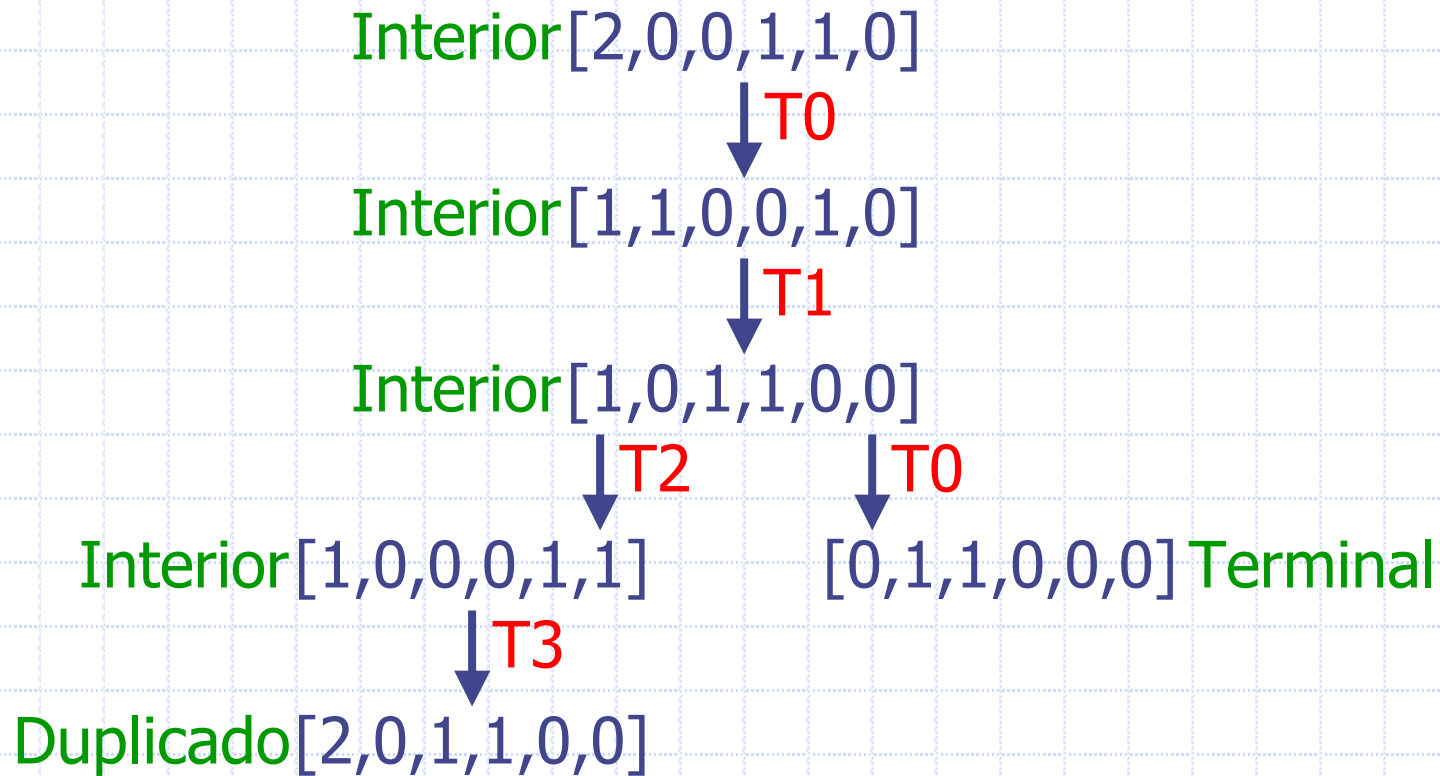 Interior[2,0,0,1,1,0]
T0
Interior[1,1,0,0,1,0]
T1
Interior[1,0,1,1,0,0]
T2 T0
Interior[1,0,0,0,1,1] [0,1,1,0,0,0]Terminal
T3
Duplicado[2,0,1,1,0,0]